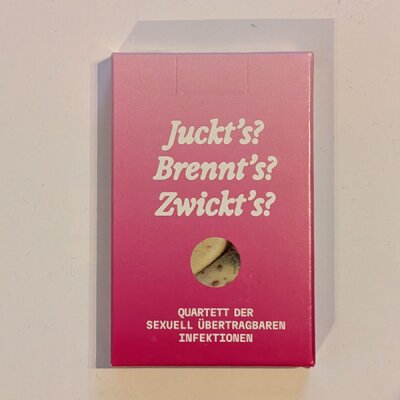 Juckt's?
Brennt's?
Zwickt's?
QUARTETT DER
SEXUELL ÜBERTRAGBAREN
INFEKTIONEN